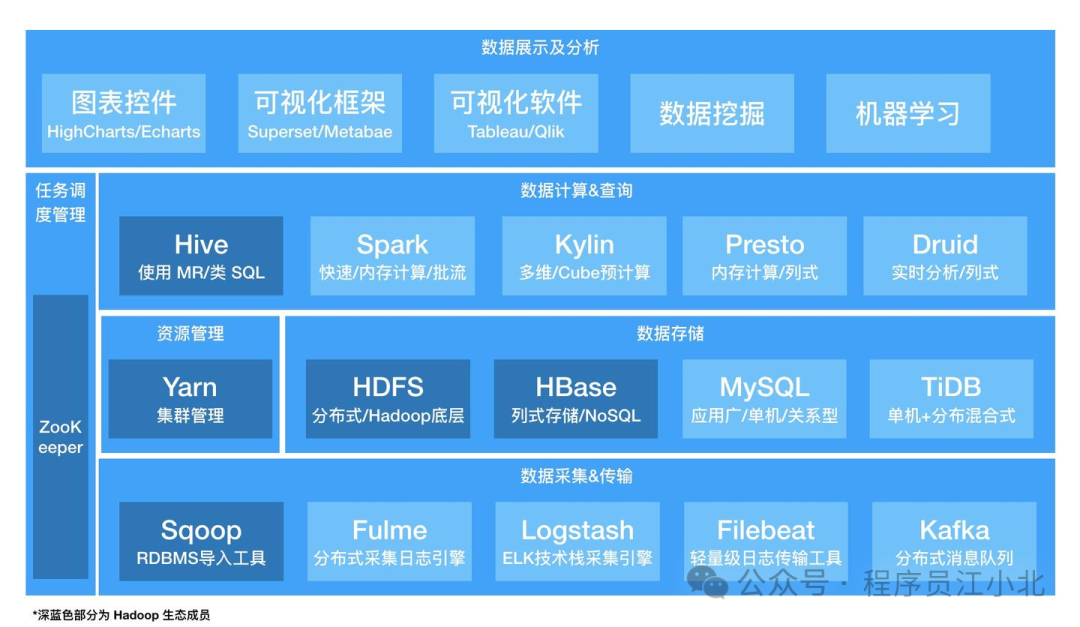 数据展示及分析
图表控件
HighCharts/Echarts
可视化框架
Superset/Metabae
可视化软件
Tableau/Qlik
数据挖掘
机器学习
任务调
度管理
ZooK
eeper
数据计算&查询
Hive
使用 MR/类 SQL
Spark
快速/内存计算/批流
Kylin
多维/Cube预计算
Presto
内存计算/列式
Druid
实时分析/列式
资源管理
Yarn
集群管理
数据存储
HDFS
分布式/Hadoop底层
HBase
列式存储/NoSQL
MySQL
应用广/单机/关系型
TiDB
单机+分布混合式
数据采集&传输
Sqoop
RDBMS导入工具
Fulme
分布式采集日志引擎
Logstash
ELK技术栈采集引擎
Filebeat
轻量级日志传输工具
Kafka
分布式消息队列
公众号 · 程序员江小北
*深蓝色部分为 Hadoop 生态成员